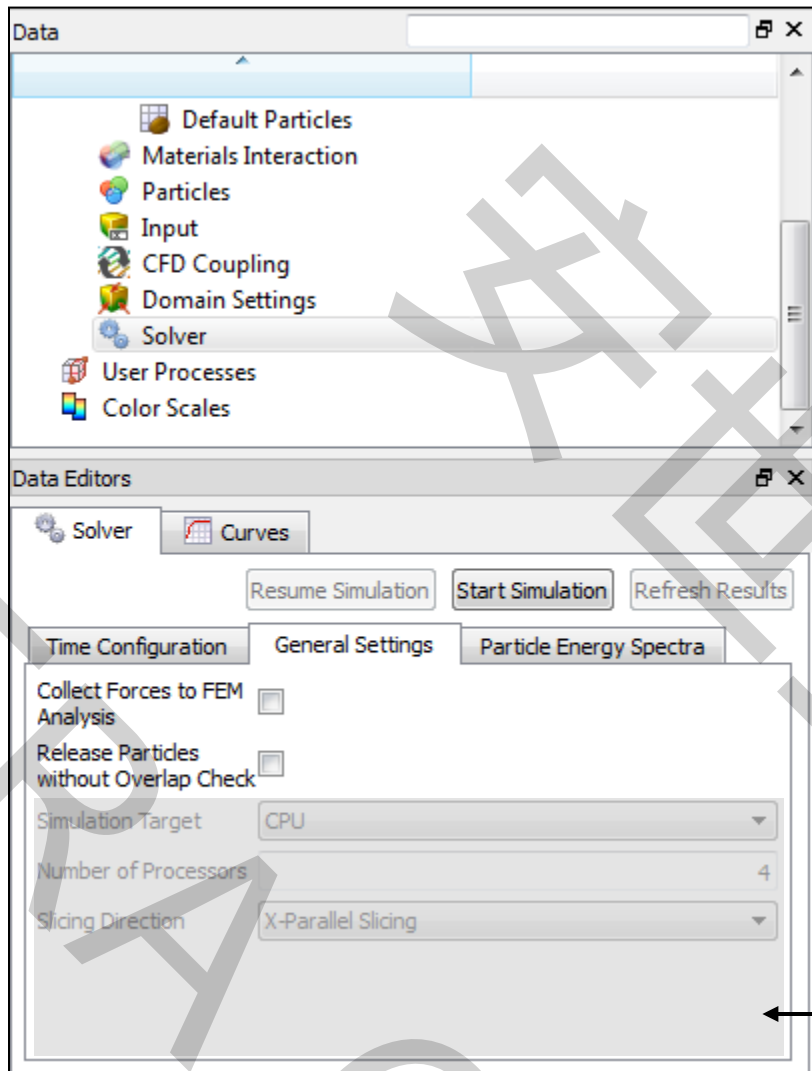 Data
Default Particles
Materials Interaction
Particles
Input
CFD Coupling
Domain Settings
Solver
User Processes
Color Scales
Data Editors
Solver
Curves
Resume Simulation
Start Simulation
Refresh Results
Time Configuration
General Settings
Particle Energy Spectra
Collect Forces to FEM
Analysis
Release Particles
without Overlap Check
Simulation Target
CPU
Number of Processors
4
Slicing Direction
X-Parallel Slicing